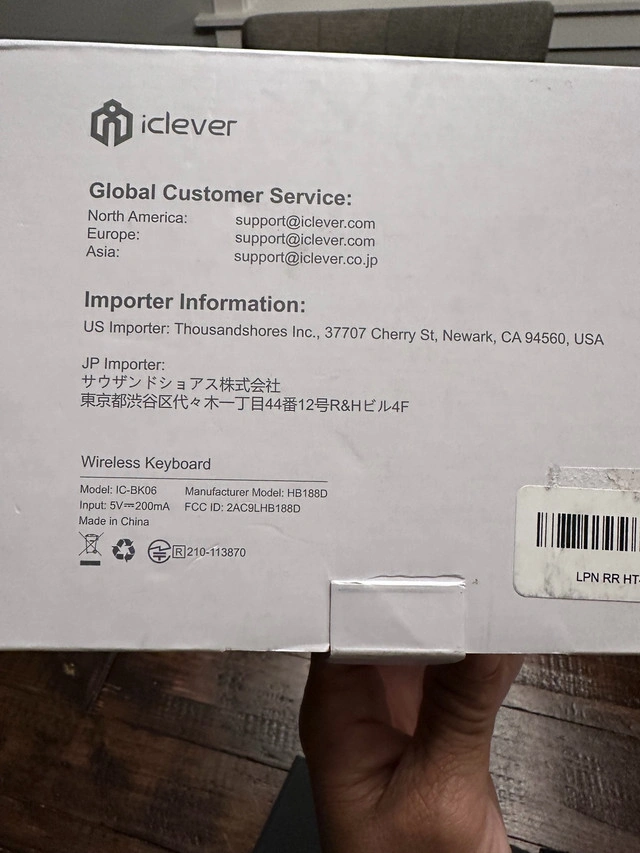 iclever
Global Customer Service:
North America: support@iclever.com
Europe: support@iclever.com
Asia: support@iclever.co.jp
Importer Information:
US Importer: Thousandshores Inc., 37707 Cherry St, Newark, CA 94560, USA
JP Importer:
サウザンドショアス株式会社
東京都渋谷区代々木一丁目44番12号R&Hビル4F
Wireless Keyboard
Model: IC-BK06 Manufacturer Model: HB188D
Input: 5V⎓200mA FCC ID: 2AC9LHB188D
Made in China
R 210-113870
LPN RR HT